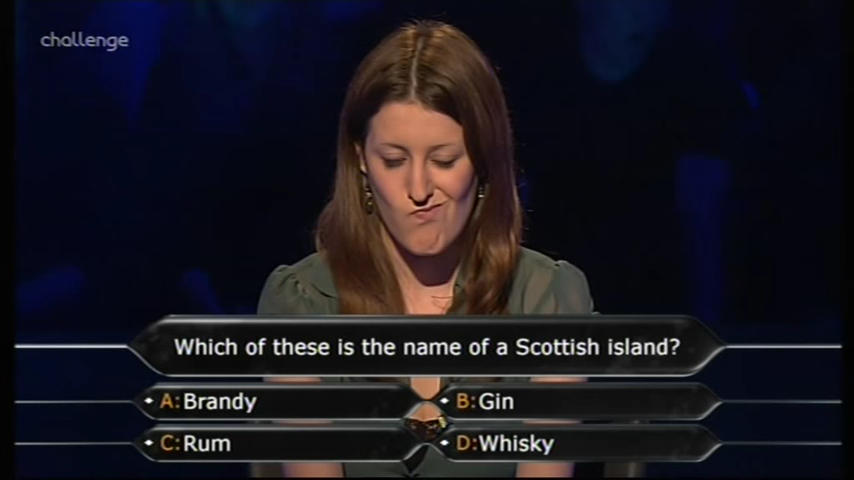 challenge
Which of these is the name of a Scottish island?
A: Brandy
B: Gin
C: Rum
D: Whisky